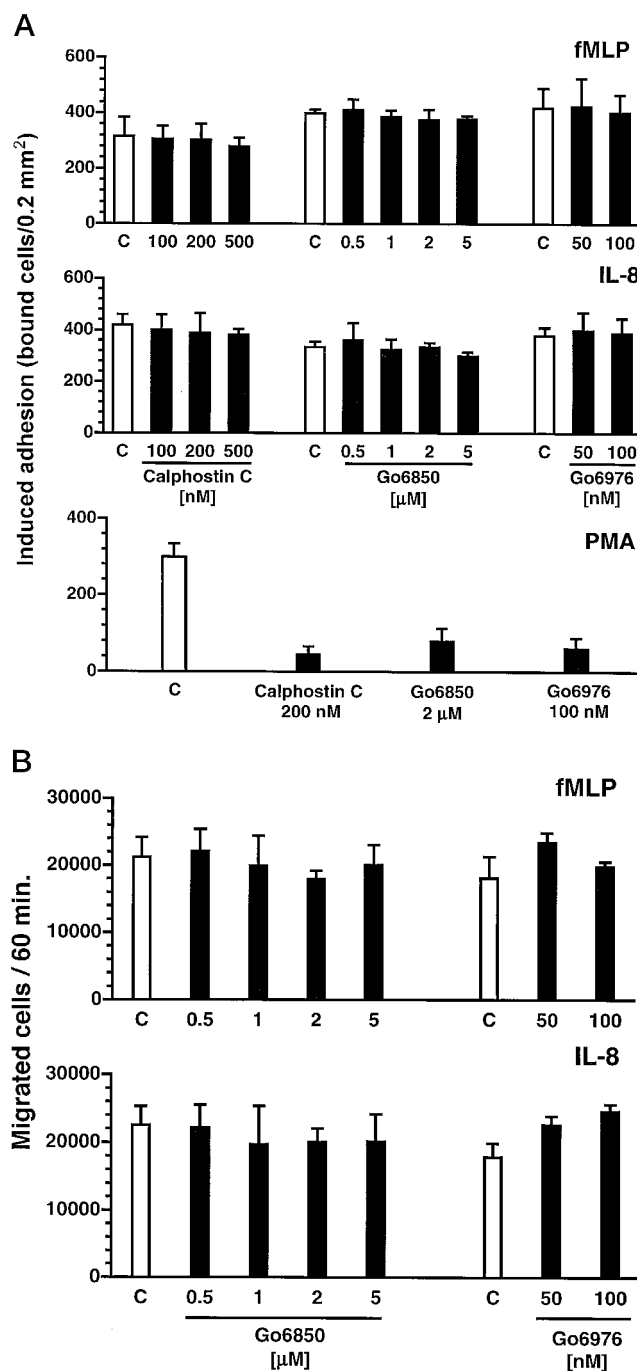 A
fMLP
600
400
200
0
C 100 200 500 C 0.5 1 2 5 C 50 100
IL-8
600
400
200
0
C 100 200 500 C 0.5 1 2 5 C 50 100
Calphostin C Go6850 Go6976
[nM] [µM] [nM]
Induced adhesion (bound cells/0.2 mm²)
PMA
400
200
0
C Calphostin C Go6850 Go6976
200 nM 2 µM 100 nM
B
fMLP
30000
20000
10000
0
C 0.5 1 2 5 C 50 100
Migrated cells / 60 min.
IL-8
30000
20000
10000
0
C 0.5 1 2 5 C 50 100
Go6850 Go6976
[µM] [nM]